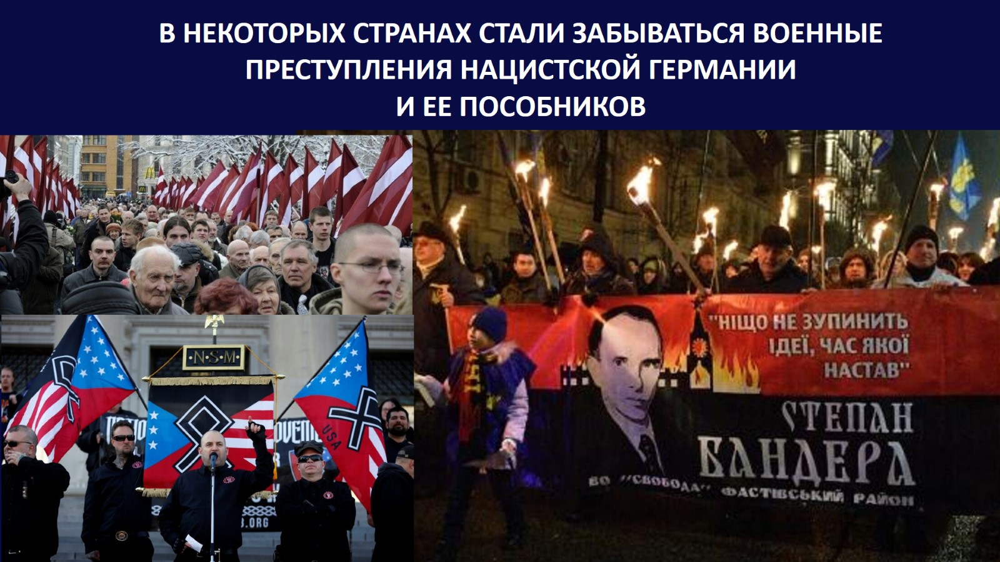 В НЕКОТОРЫХ СТРАНАХ СТАЛИ ЗАБЫВАТЬСЯ ВОЕННЫЕ
ПРЕСТУПЛЕНИЯ НАЦИСТСКОЙ ГЕРМАНИИ
И ЕЕ ПОСОБНИКОВ
"НІЩО НЕ ЗУПИНИТЬ
ІДЕЇ, ЧАС ЯКОЇ
НАСТАВ"
СТЕПАН
БАНДЕРА
ВО "СВОБОДА" ФАСТІВСЬКИЙ РАЙОН
·N·S·M·
USA
.ORG